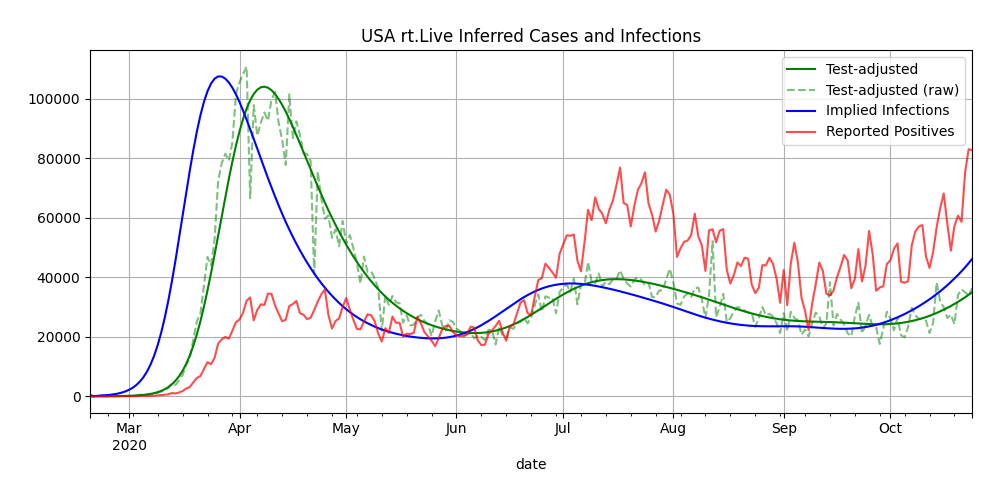 USA rt.Live Inferred Cases and Infections
Test-adjusted
Test-adjusted (raw)
Implied Infections
Reported Positives
100000
80000
60000
40000
20000
0
Mar Apr May Jun Jul Aug Sep Oct
2020
date